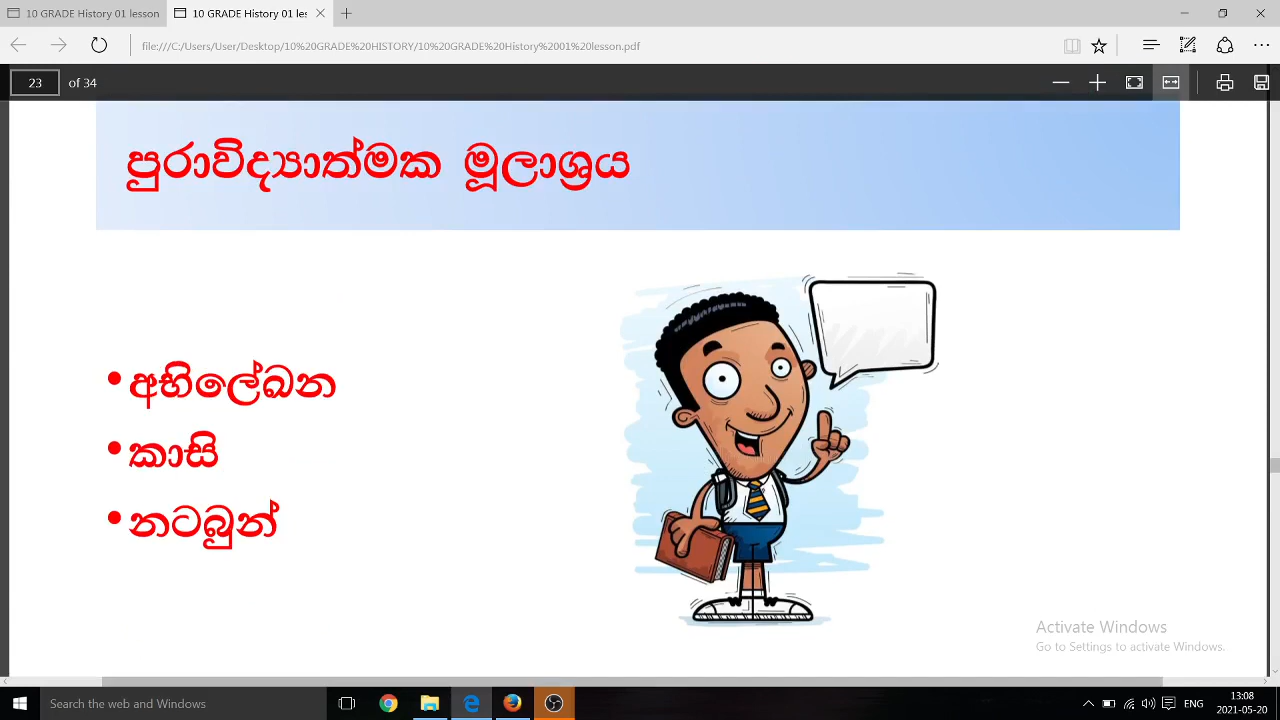 10 GRADE History 01 lesson
10 GRADE History 01 les
file:///C:/Users/User/Desktop/10%20GRADE%20HISTORY/10%20GRADE%20History%2001%20lesson.pdf
23 of 34
පුරාවිද්‍යාත්මක මූලාශ්‍රය
•අභිලේඛන
•කාසි
•නටබුන්
Activate Windows
Go to Settings to activate Windows.
Search the web and Windows
ENG
13:08
2021-05-20